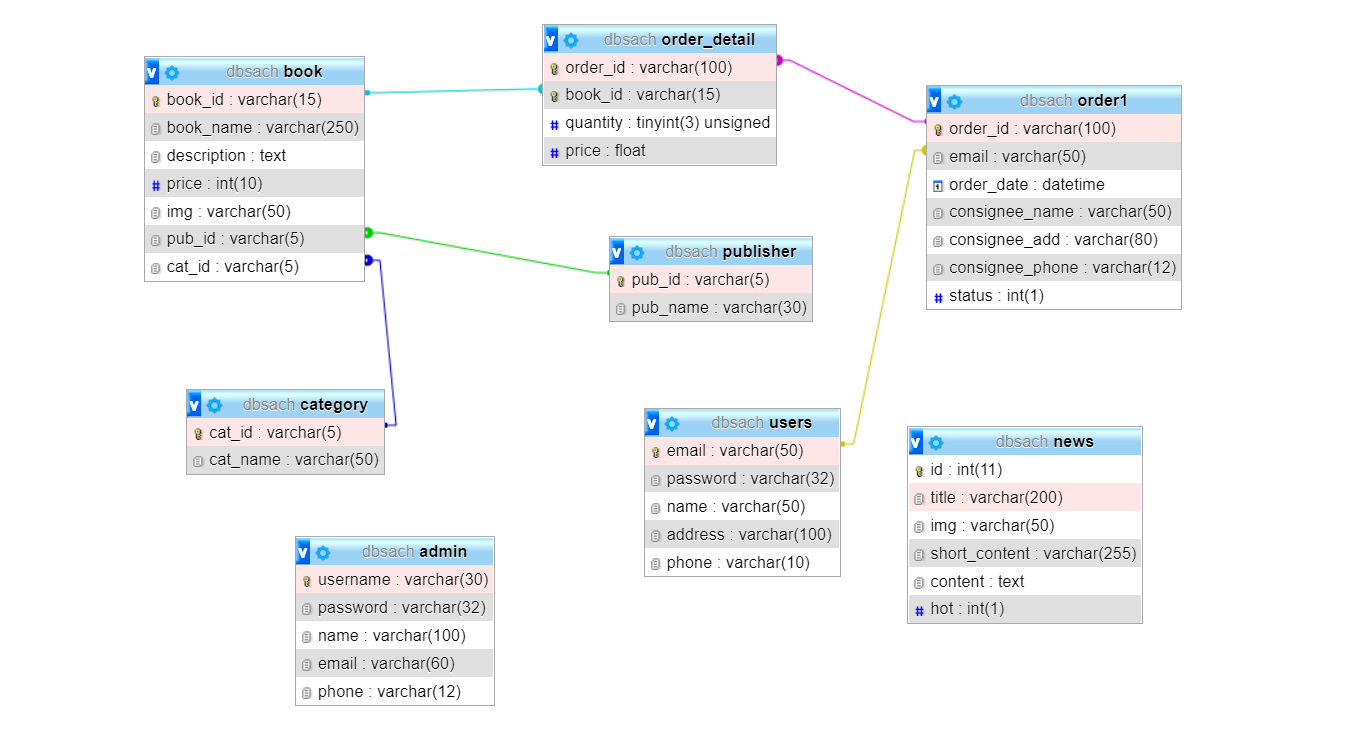 dbsach book
book_id : varchar(15)
book_name : varchar(250)
description : text
price : int(10)
img : varchar(50)
pub_id : varchar(5)
cat_id : varchar(5)
dbsach order_detail
order_id : varchar(100)
book_id : varchar(15)
quantity : tinyint(3) unsigned
price : float
dbsach order1
order_id : varchar(100)
email : varchar(50)
order_date : datetime
consignee_name : varchar(50)
consignee_add : varchar(80)
consignee_phone : varchar(12)
status : int(1)
dbsach publisher
pub_id : varchar(5)
pub_name : varchar(30)
dbsach category
cat_id : varchar(5)
cat_name : varchar(50)
dbsach users
email : varchar(50)
password : varchar(32)
name : varchar(50)
address : varchar(100)
phone : varchar(10)
dbsach news
id : int(11)
title : varchar(200)
img : varchar(50)
short_content : varchar(255)
content : text
hot : int(1)
dbsach admin
username : varchar(30)
password : varchar(32)
name : varchar(100)
email : varchar(60)
phone : varchar(12)